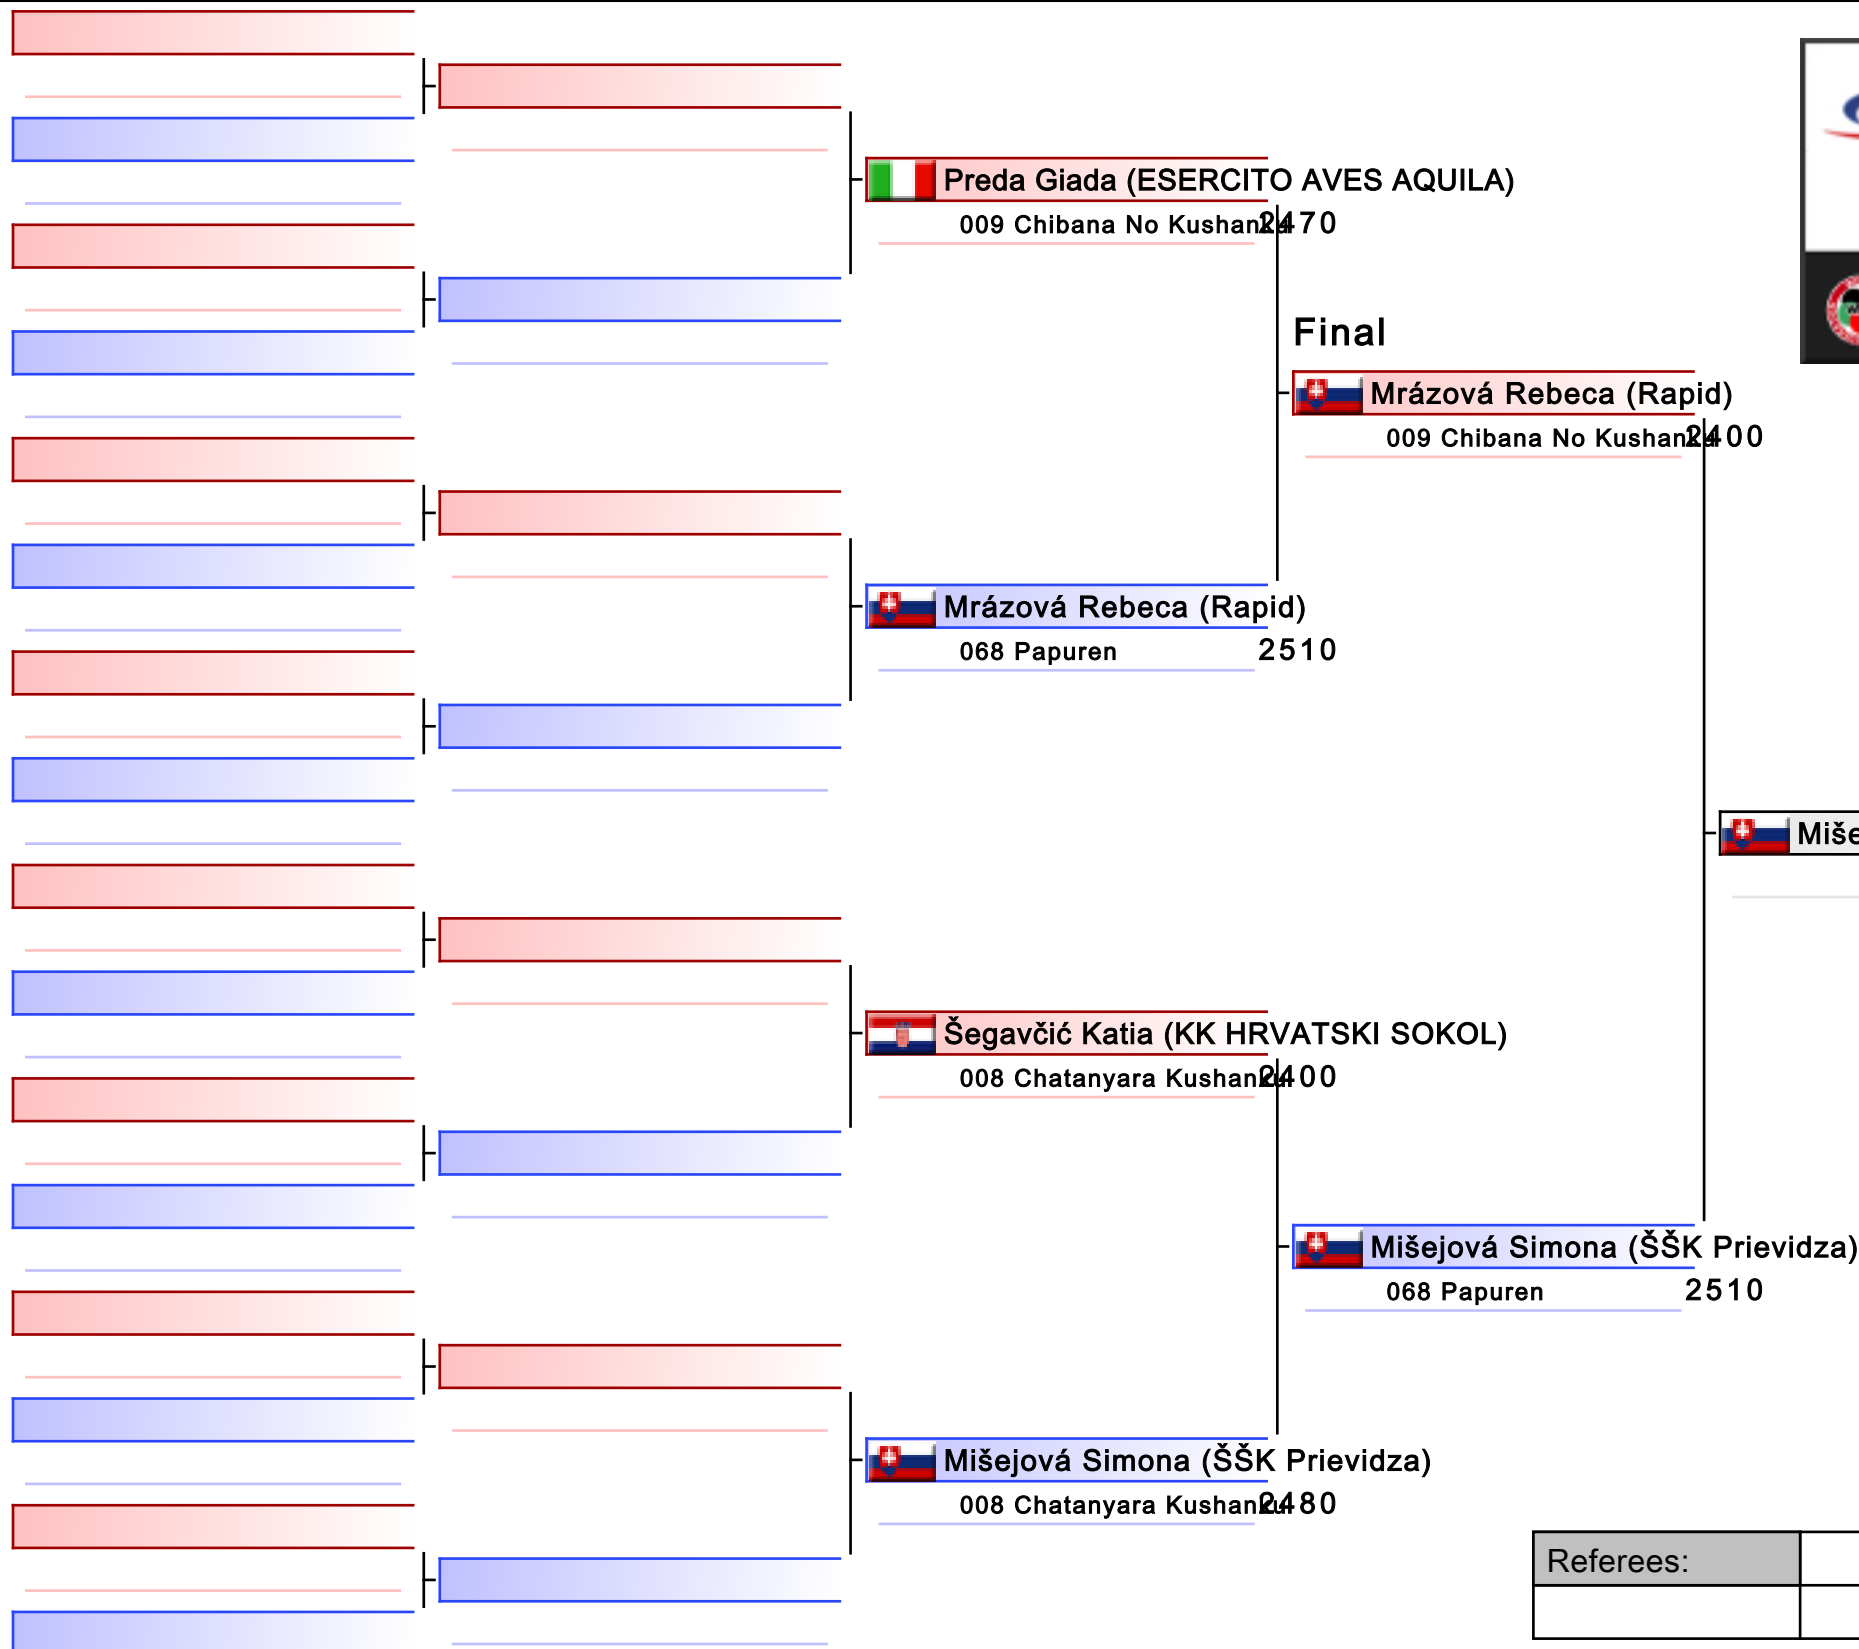 Preda Giada (ESERCITO AVES AQUILA)
009 Chibana No Kushanku 2470
Final
Mrázová Rebeca (Rapid)
009 Chibana No Kushanku 2400
Mrázová Rebeca (Rapid)
068 Papuren 2510
Miše
Šegavčić Katia (KK HRVATSKI SOKOL)
008 Chatanyara Kushanku 2400
Mišejová Simona (ŠŠK Prievidza)
068 Papuren 2510
Mišejová Simona (ŠŠK Prievidza)
008 Chatanyara Kushanku 2480
Referees: